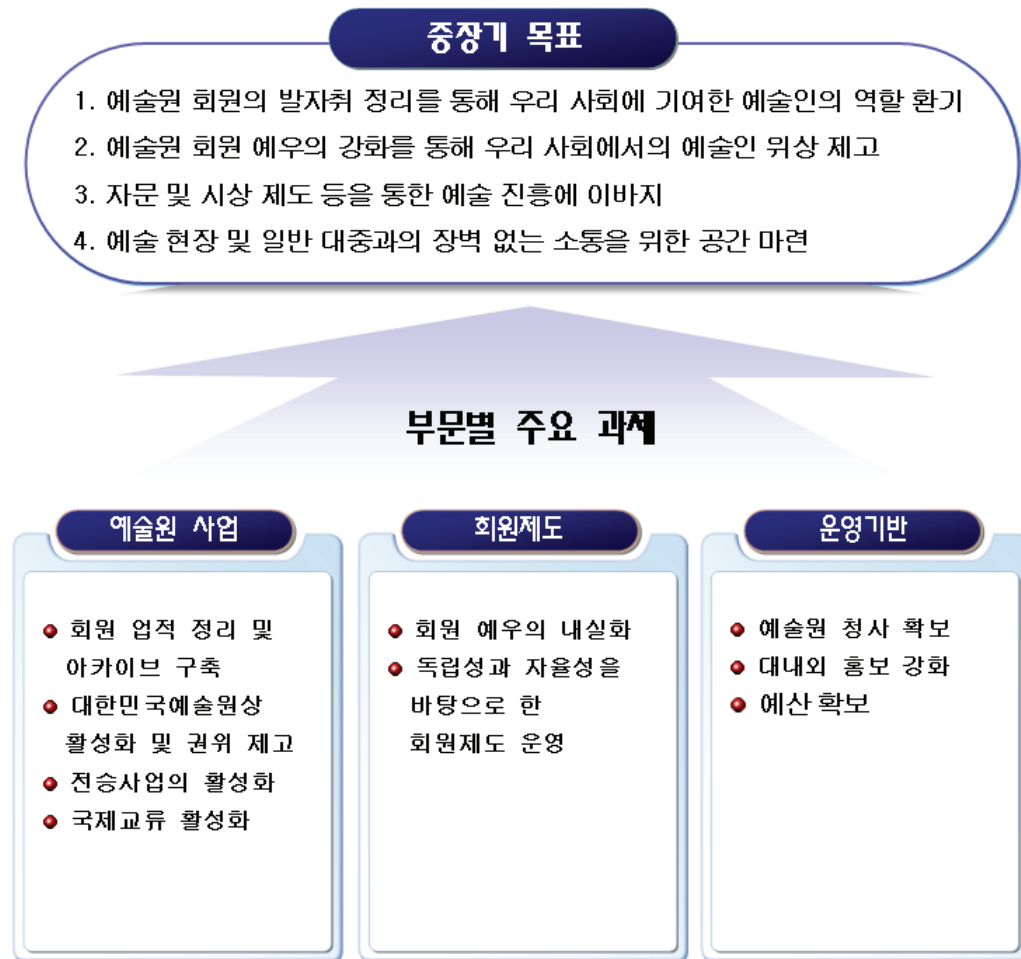 중장기 목표
1. 예술원 회원의 발자취 정리를 통해 우리 사회에 기여한 예술인의 역할 환기
2. 예술원 회원 예우의 강화를 통해 우리 사회에서의 예술인 위상 제고
3. 자문 및 시상 제도 등을 통한 예술 진흥에 이바지
4. 예술 현장 및 일반 대중과의 장벽 없는 소통을 위한 공간 마련
부문별 주요 과제
예술원 사업
회원 업적 정리 및
아카이브 구축
대한민국예술원상
활성화 및 권위 제고
전승사업의 활성화
국제교류 활성화
회원제도
회원 예우의 내실화
독립성과 자율성을
바탕으로 한
회원제도 운영
운영기반
예술원 청사 확보
대내외 홍보 강화
예산 확보